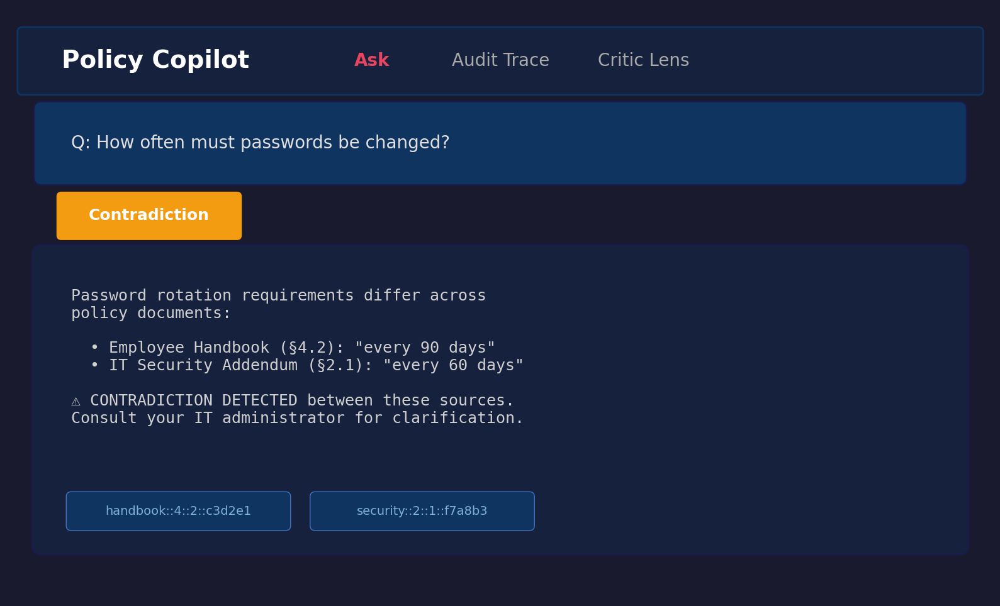 Policy Copilot Ask Audit Trace Critic Lens
Q: How often must passwords be changed?
Contradiction
Password rotation requirements differ across
policy documents:
• Employee Handbook (§4.2): "every 90 days"
• IT Security Addendum (§2.1): "every 60 days"
⚠ CONTRADICTION DETECTED between these sources.
Consult your IT administrator for clarification.
handbook::4::2::c3d2e1 security::2::1::f7a8b3